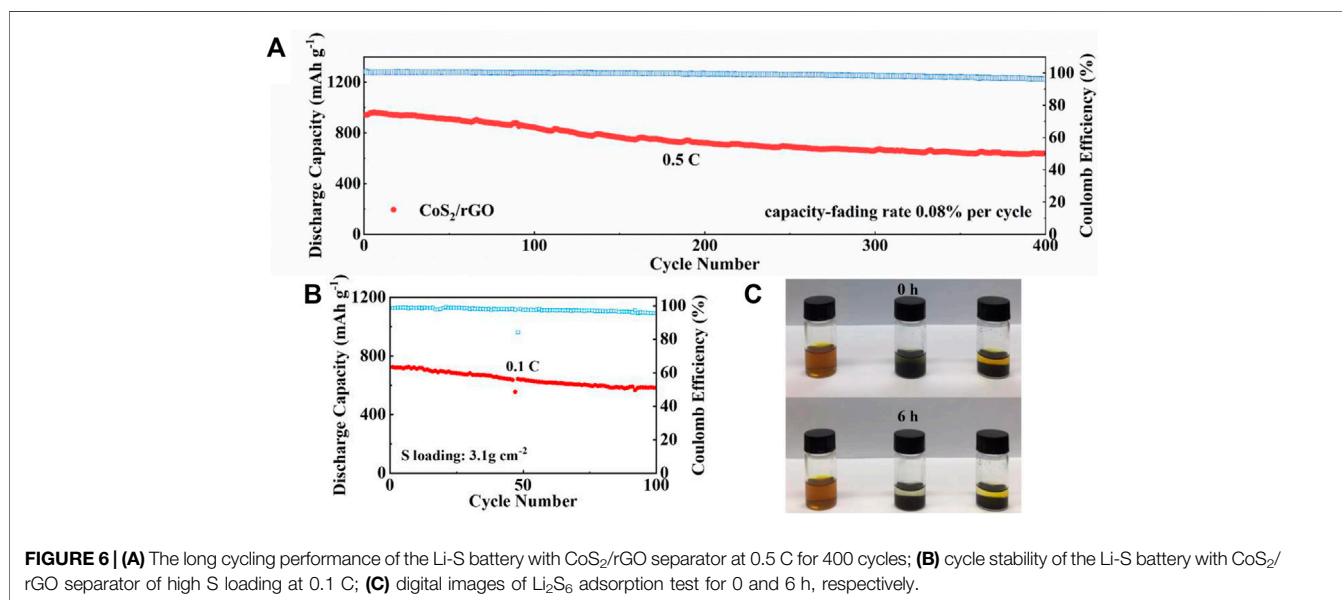 A
Discharge Capacity (mAh g⁻¹)
1200
800
400
0
0.5 C
CoS₂/rGO
capacity-fading rate 0.08% per cycle
100
80
60
40
20
0
Coulomb Efficiency (%)
0 100 200 300 400
Cycle Number
B
Discharge Capacity (mAh g⁻¹)
1200
800
400
0
0.1 C
S loading: 3.1g cm⁻²
100
80
60
40
20
0
Coulomb Efficiency (%)
0 50 100
Cycle Number
C
0 h
6 h
FIGURE 6 | (A) The long cycling performance of the Li-S battery with CoS₂/rGO separator at 0.5 C for 400 cycles; (B) cycle stability of the Li-S battery with CoS₂/
rGO separator of high S loading at 0.1 C; (C) digital images of Li₂S₆ adsorption test for 0 and 6 h, respectively.